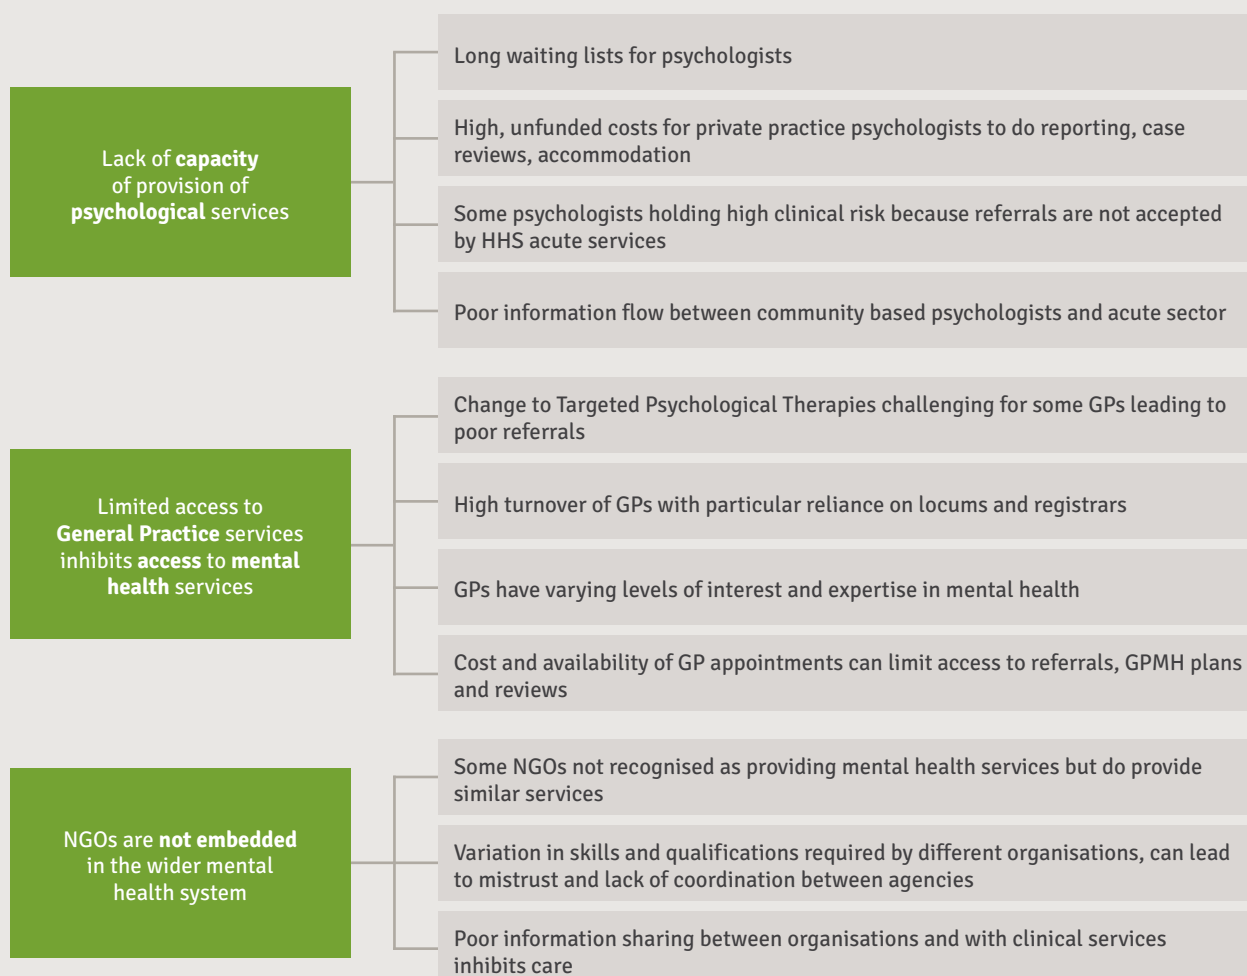 Lack of capacity
of provision of
psychological services
Long waiting lists for psychologists
High, unfunded costs for private practice psychologists to do reporting, case
reviews, accommodation
Some psychologists holding high clinical risk because referrals are not accepted
by HHS acute services
Poor information flow between community based psychologists and acute sector
Limited access to
General Practice services
inhibits access to mental
health services
Change to Targeted Psychological Therapies challenging for some GPs leading to
poor referrals
High turnover of GPs with particular reliance on locums and registrars
GPs have varying levels of interest and expertise in mental health
Cost and availability of GP appointments can limit access to referrals, GPMH plans
and reviews
NGOs are not embedded
in the wider mental
health system
Some NGOs not recognised as providing mental health services but do provide
similar services
Variation in skills and qualifications required by different organisations, can lead
to mistrust and lack of coordination between agencies
Poor information sharing between organisations and with clinical services
inhibits care